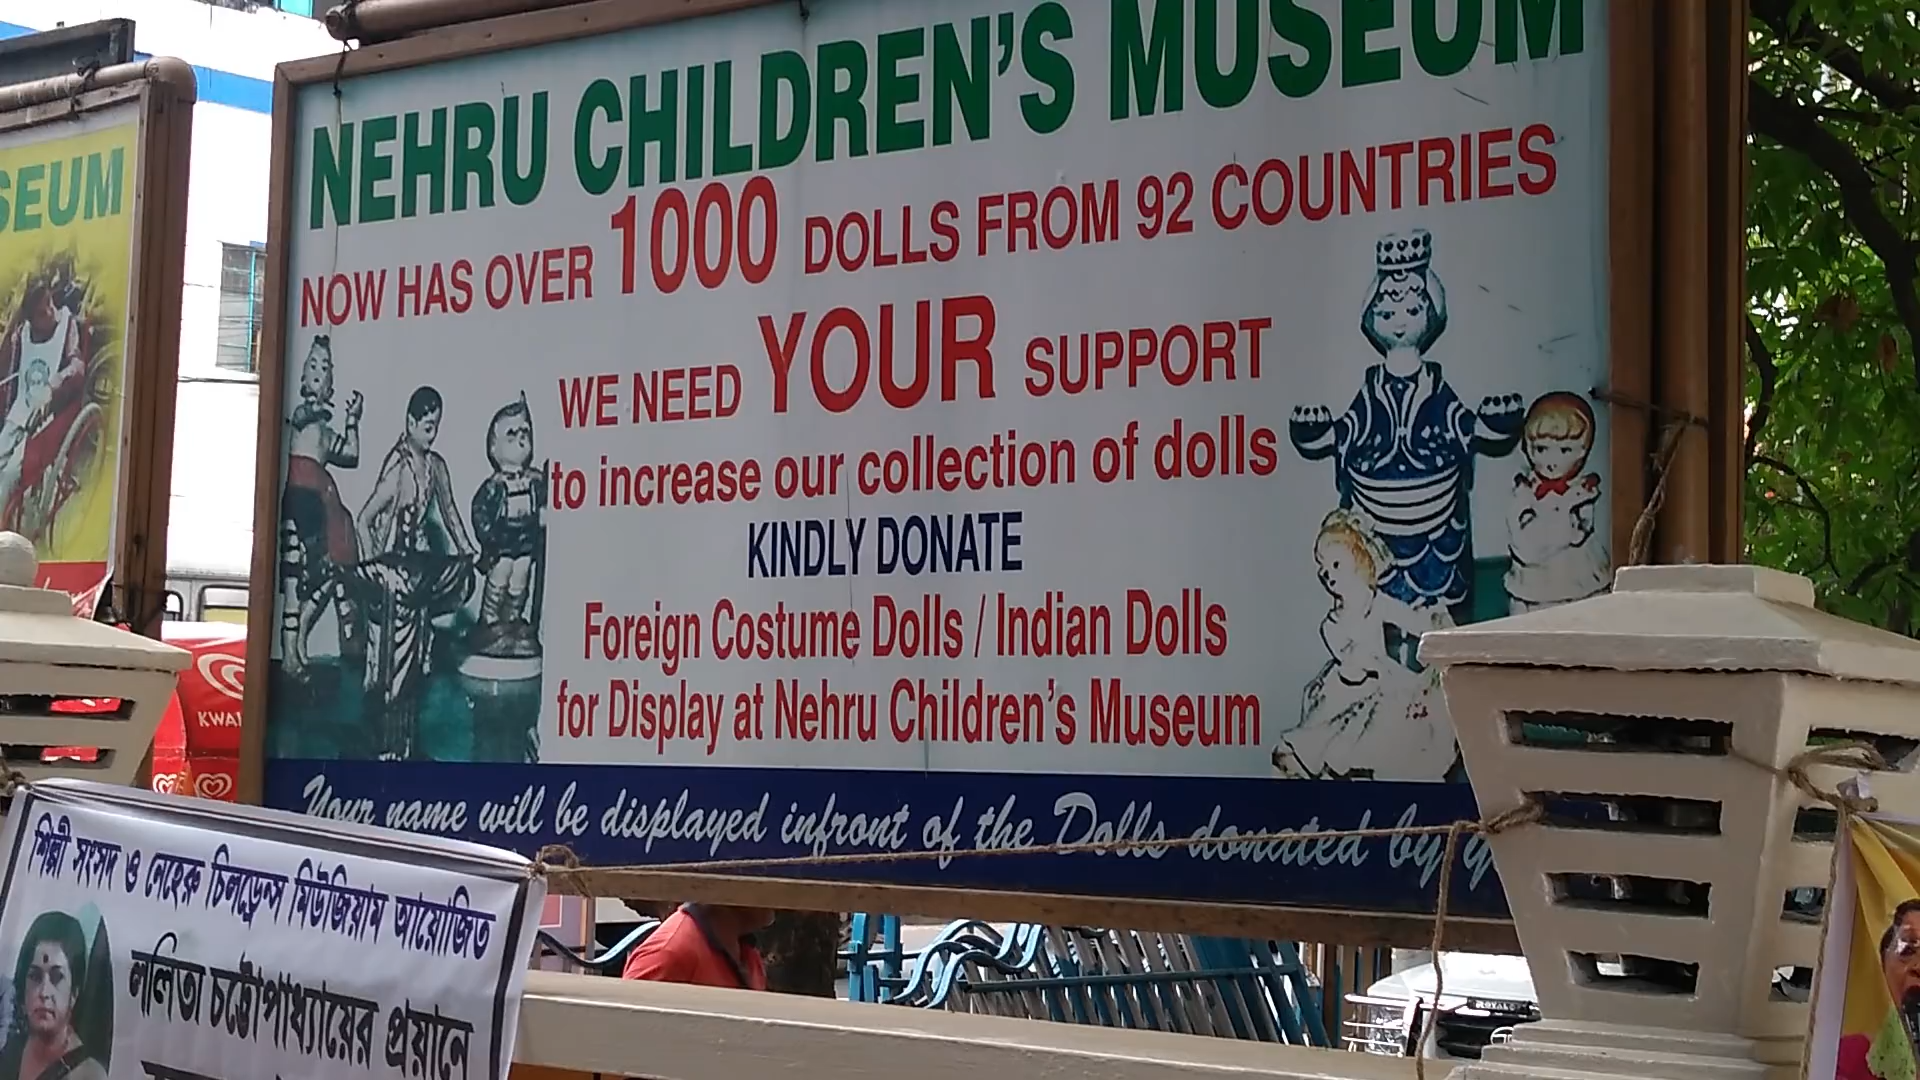 SEUM
NEHRU CHILDREN'S MUSEUM
NOW HAS OVER 1000 DOLLS FROM 92 COUNTRIES
WE NEED YOUR SUPPORT
to increase our collection of dolls
KINDLY DONATE
Foreign Costume Dolls / Indian Dolls
for Display at Nehru Children's Museum
Your name will be displayed infront of the Dolls donated by
KWAI
শিল্পী সংসদ ও নেহেরু চিলড্রেন্স মিউজিয়াম আয়োজিত
ললিতা চট্টোপাধ্যায়ের প্রয়াণে